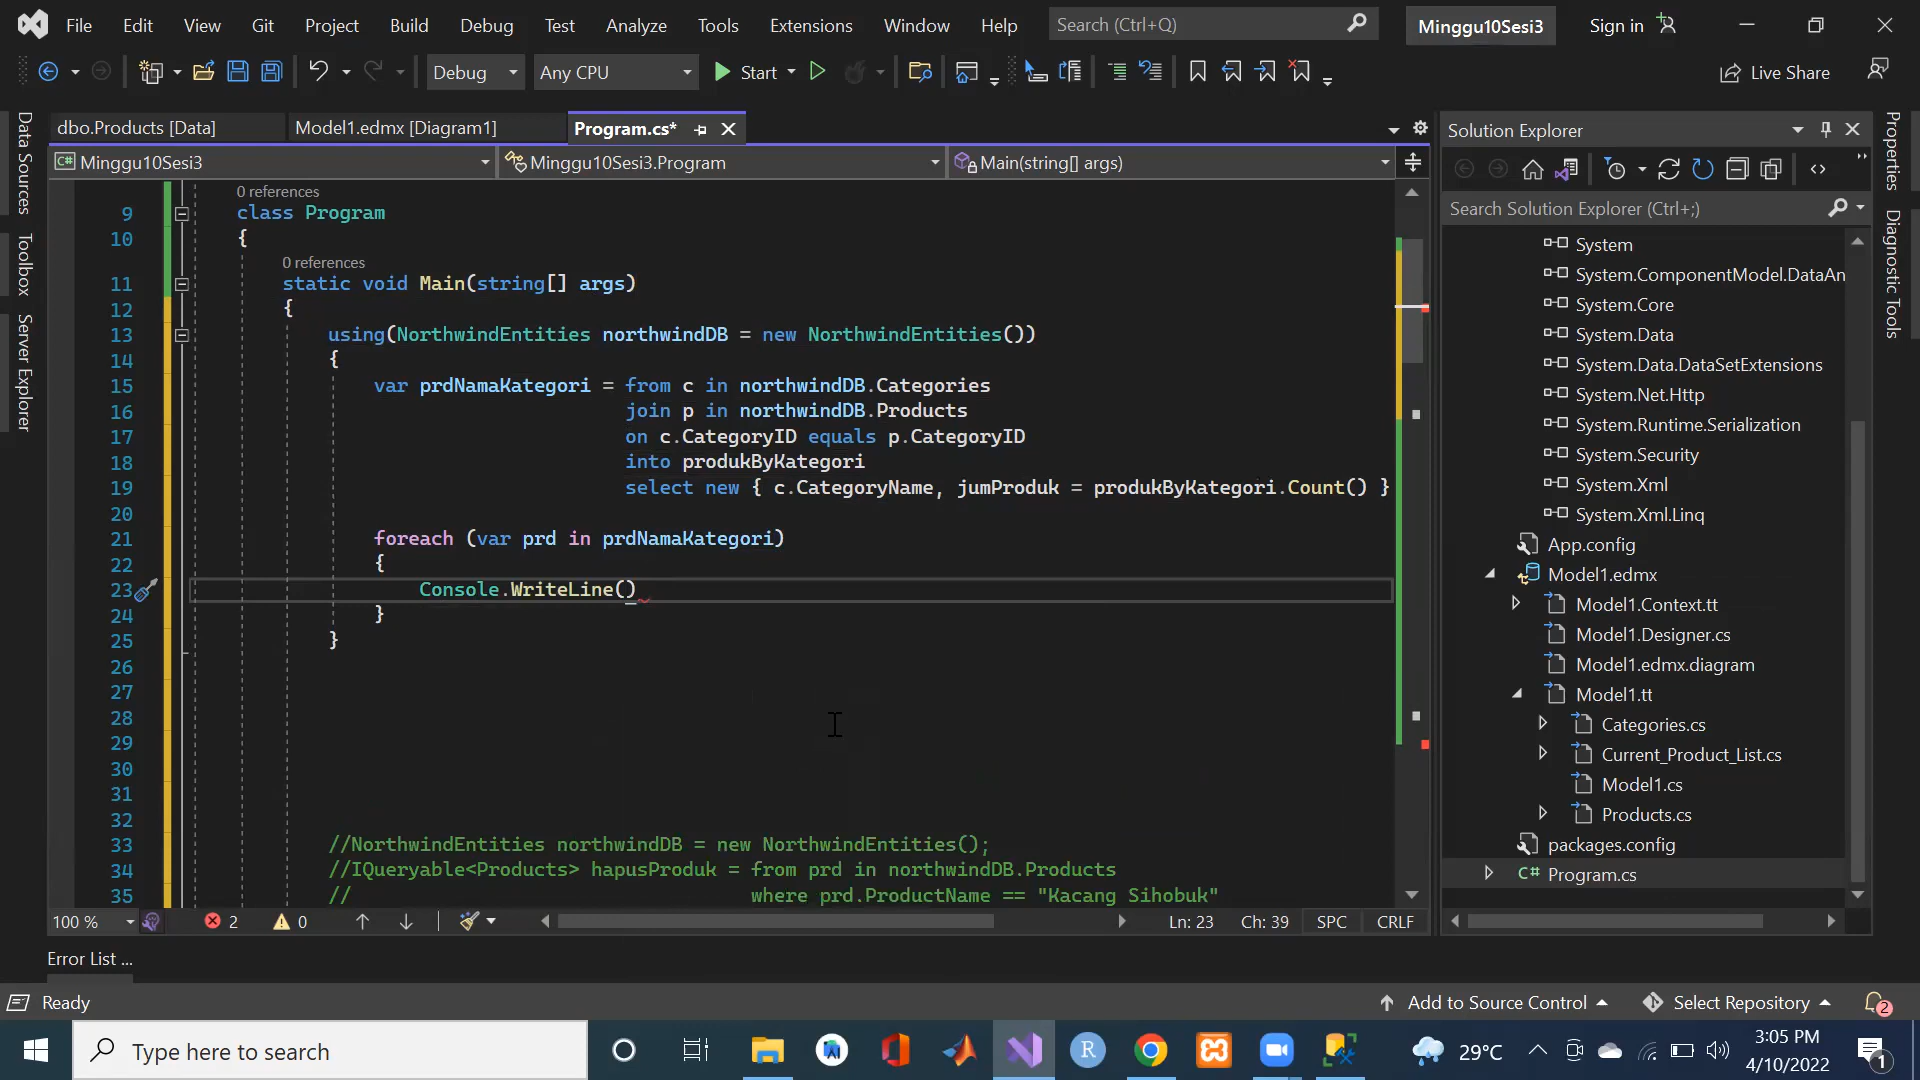 File Edit View Git Project Build Debug Test Analyze Tools Extensions Window Help Search (Ctrl+Q) Minggu10Sesi3 Sign in
Debug Any CPU Start Live Share
dbo.Products [Data] Model1.edmx [Diagram1] Program.cs*
Minggu10Sesi3 Minggu10Sesi3.Program Main(string[] args)
Data Sources
Toolbox
Server Explorer
0 references
9 class Program
10 {
0 references
11 static void Main(string[] args)
12 {
13 using(NorthwindEntities northwindDB = new NorthwindEntities())
14 {
15 var prdNamaKategori = from c in northwindDB.Categories
16 join p in northwindDB.Products
17 on c.CategoryID equals p.CategoryID
18 into produkByKategori
19 select new { c.CategoryName, jumProduk = produkByKategori.Count() }
20
21 foreach (var prd in prdNamaKategori)
22 {
23 Console.WriteLine()
24 }
25 }
26
27
28
29
30
31
32
33 //NorthwindEntities northwindDB = new NorthwindEntities();
34 //IQueryable<Products> hapusProduk = from prd in northwindDB.Products
35 // where prd.ProductName == "Kacang Sihobuk"
100 % 2 0 Ln: 23 Ch: 39 SPC CRLF
Solution Explorer
Search Solution Explorer (Ctrl+;)
System
System.ComponentModel.DataAn
System.Core
System.Data
System.Data.DataSetExtensions
System.Net.Http
System.Runtime.Serialization
System.Security
System.Xml
System.Xml.Linq
App.config
Model1.edmx
Model1.Context.tt
Model1.Designer.cs
Model1.edmx.diagram
Model1.tt
Categories.cs
Current_Product_List.cs
Model1.cs
Products.cs
packages.config
C# Program.cs
Properties
Diagnostic Tools
Error List ...
Ready Add to Source Control Select Repository 2
Type here to search 29°C 3:05 PM
4/10/2022 1